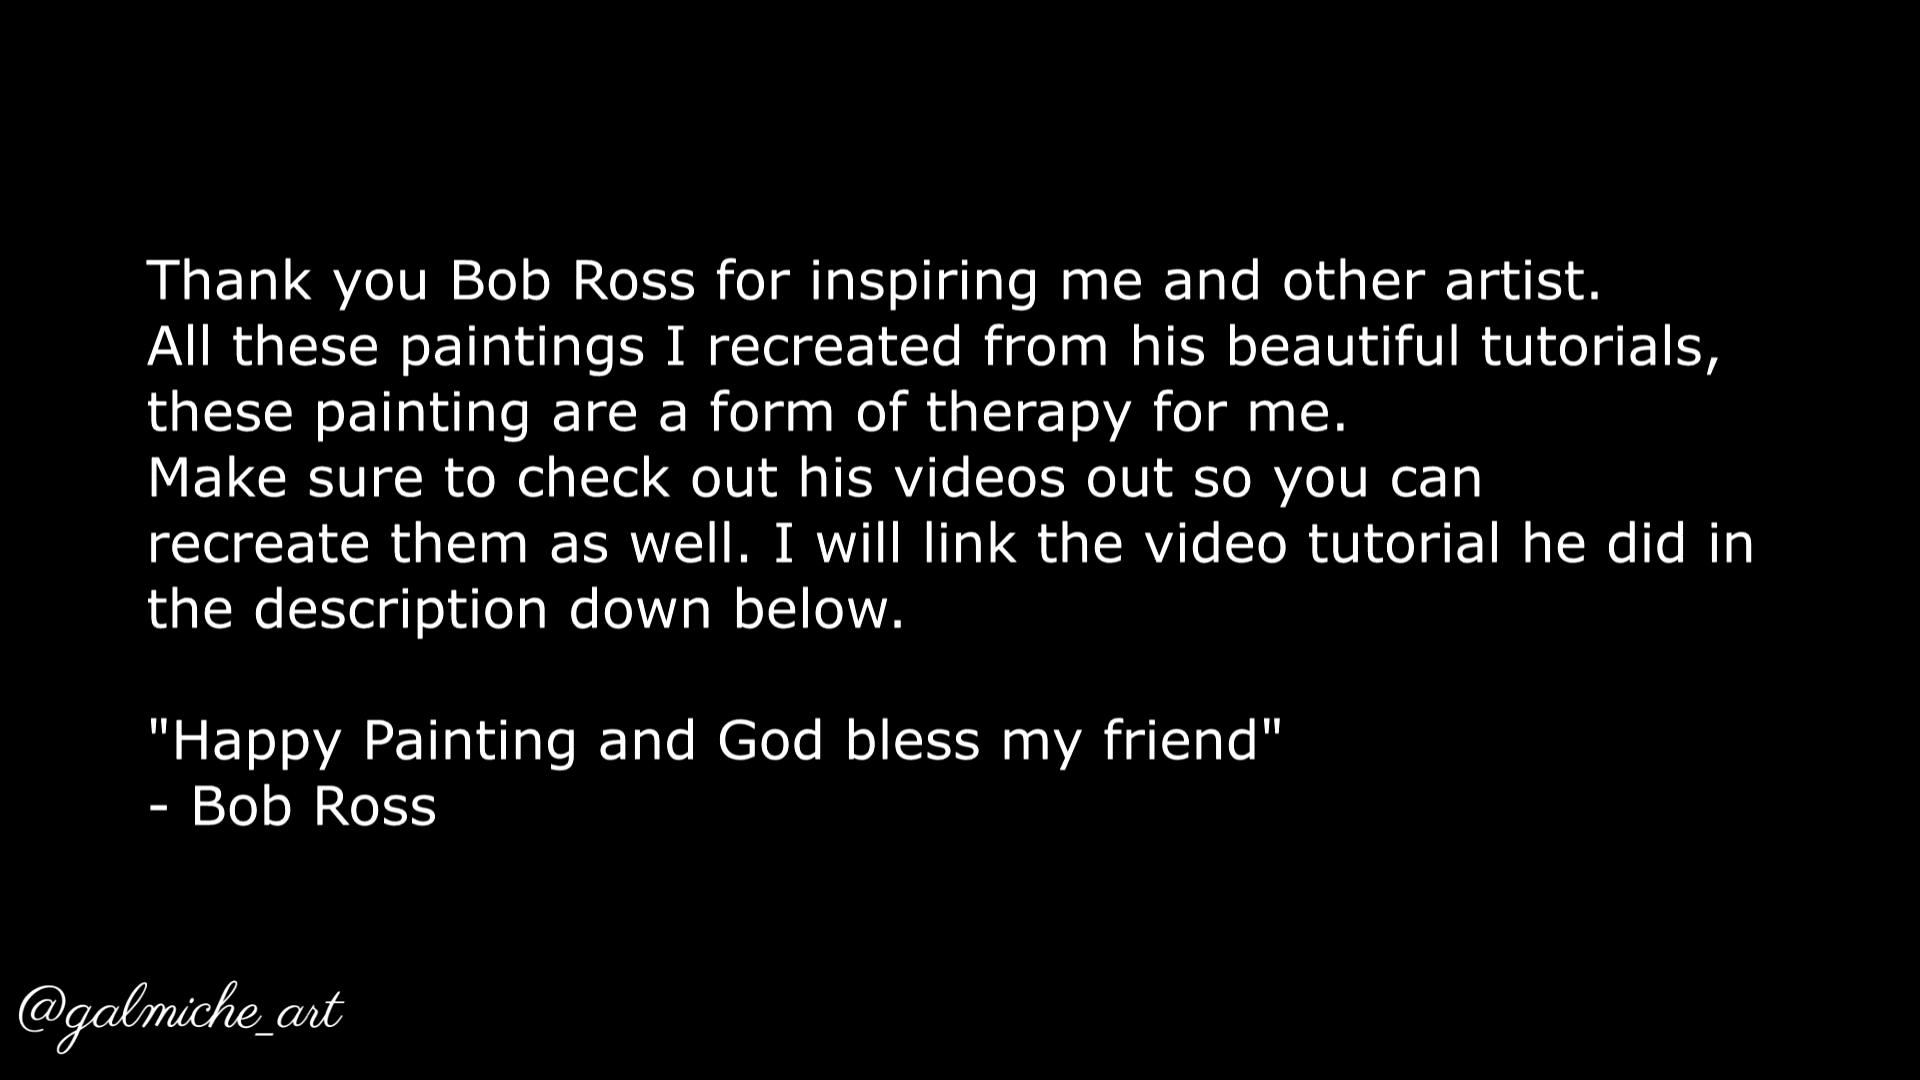 Thank you Bob Ross for inspiring me and other artist.
All these paintings I recreated from his beautiful tutorials,
these painting are a form of therapy for me.
Make sure to check out his videos out so you can
recreate them as well. I will link the video tutorial he did in
the description down below.
"Happy Painting and God bless my friend"
- Bob Ross
@galmiche_art